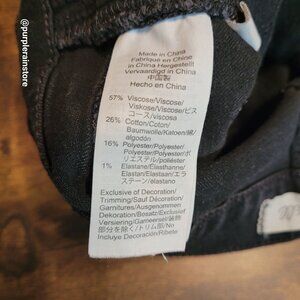 @purplerainstore
Made in China
Fabriqué en Chine
in China Hergestellt
Vervaardigd in China
中国製
Hecho en China
57% Viscose/Viscose/
Viskose/Viscose/ビス
コース/viscosa
26% Cotton/Coton/
Baumwolle/Katoen/綿/
algodón
16% Polyester/Polyester/
Polyester/Polyester/ポ
リエステル/poliéster
1% Elastane/Elasthanne/
Elastan/Elastaan/エラ
ステーン/elastano
Exclusive of Decoration/
Trimming/Sauf Décoration/
Garnitures/Ausgenommen
Dekoration/Besatz/Exclusief
Versiering/Garneersel/装飾
部分を除く/トリム部/No
Incluye Decoración/Ribete